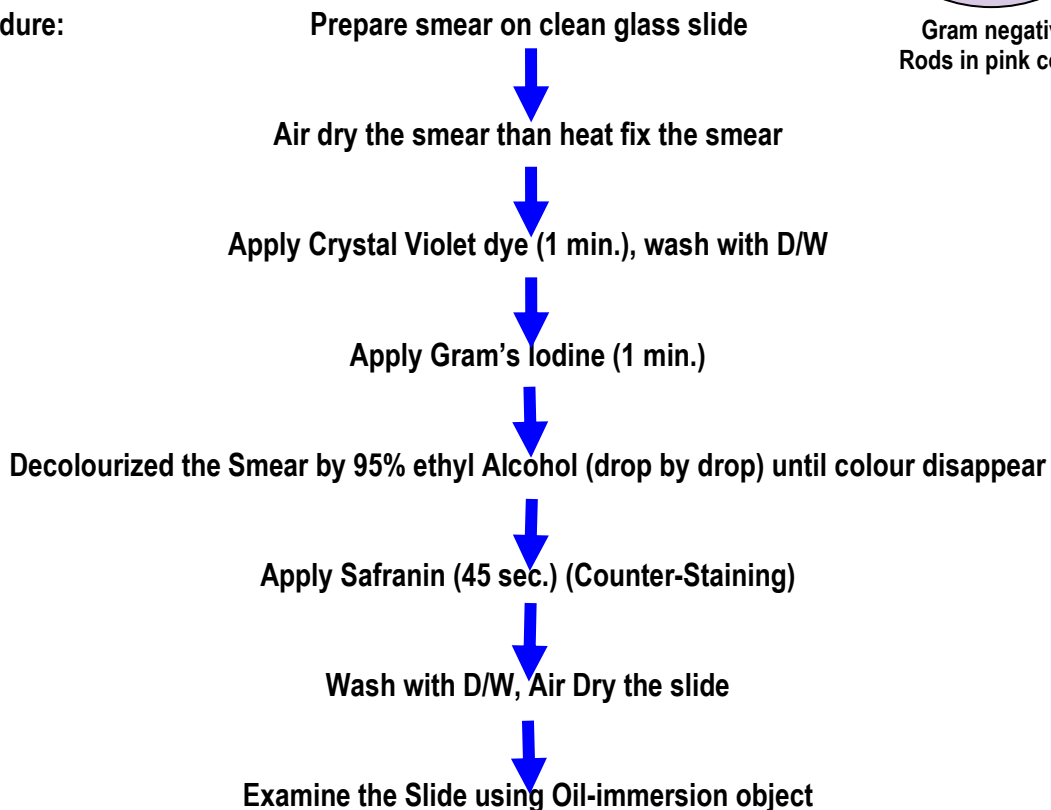 dure:
Prepare smear on clean glass slide
Gram negativ
Rods in pink c
Air dry the smear than heat fix the smear
Apply Crystal Violet dye (1 min.), wash with D/W
Apply Gram's Iodine (1 min.)
Decolourized the Smear by 95% ethyl Alcohol (drop by drop) until colour disappear
Apply Safranin (45 sec.) (Counter-Staining)
Wash with D/W, Air Dry the slide
Examine the Slide using Oil-immersion object